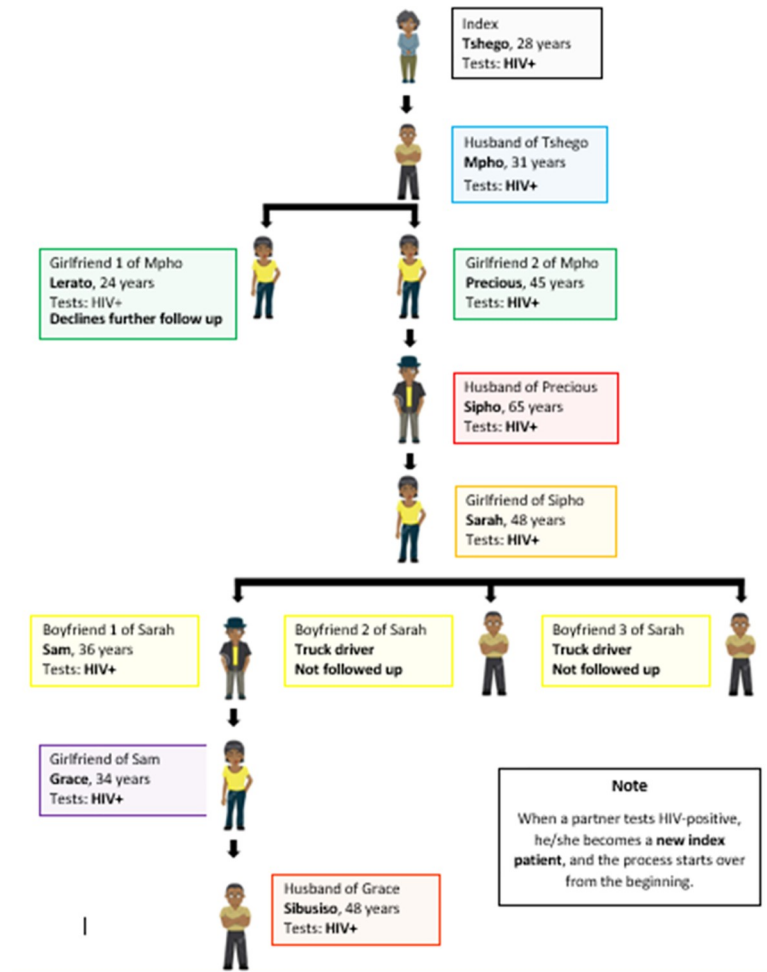 Index
Tshego, 28 years
Tests: HIV+
Husband of Tshego
Mpho, 31 years
Tests: HIV+
Girlfriend 1 of Mpho
Lerato, 24 years
Tests: HIV+
Declines further follow up
Girlfriend 2 of Mpho
Precious, 45 years
Tests: HIV+
Husband of Precious
Sipho, 65 years
Tests: HIV+
Girlfriend of Sipho
Sarah, 48 years
Tests: HIV+
Boyfriend 1 of Sarah
Sam, 36 years
Tests: HIV+
Boyfriend 2 of Sarah
Truck driver
Not followed up
Boyfriend 3 of Sarah
Truck driver
Not followed up
Girlfriend of Sam
Grace, 34 years
Tests: HIV+
Note
When a partner tests HIV-positive,
he/she becomes a new index
patient, and the process starts over
from the beginning.
Husband of Grace
Sibusiso, 48 years
Tests: HIV+